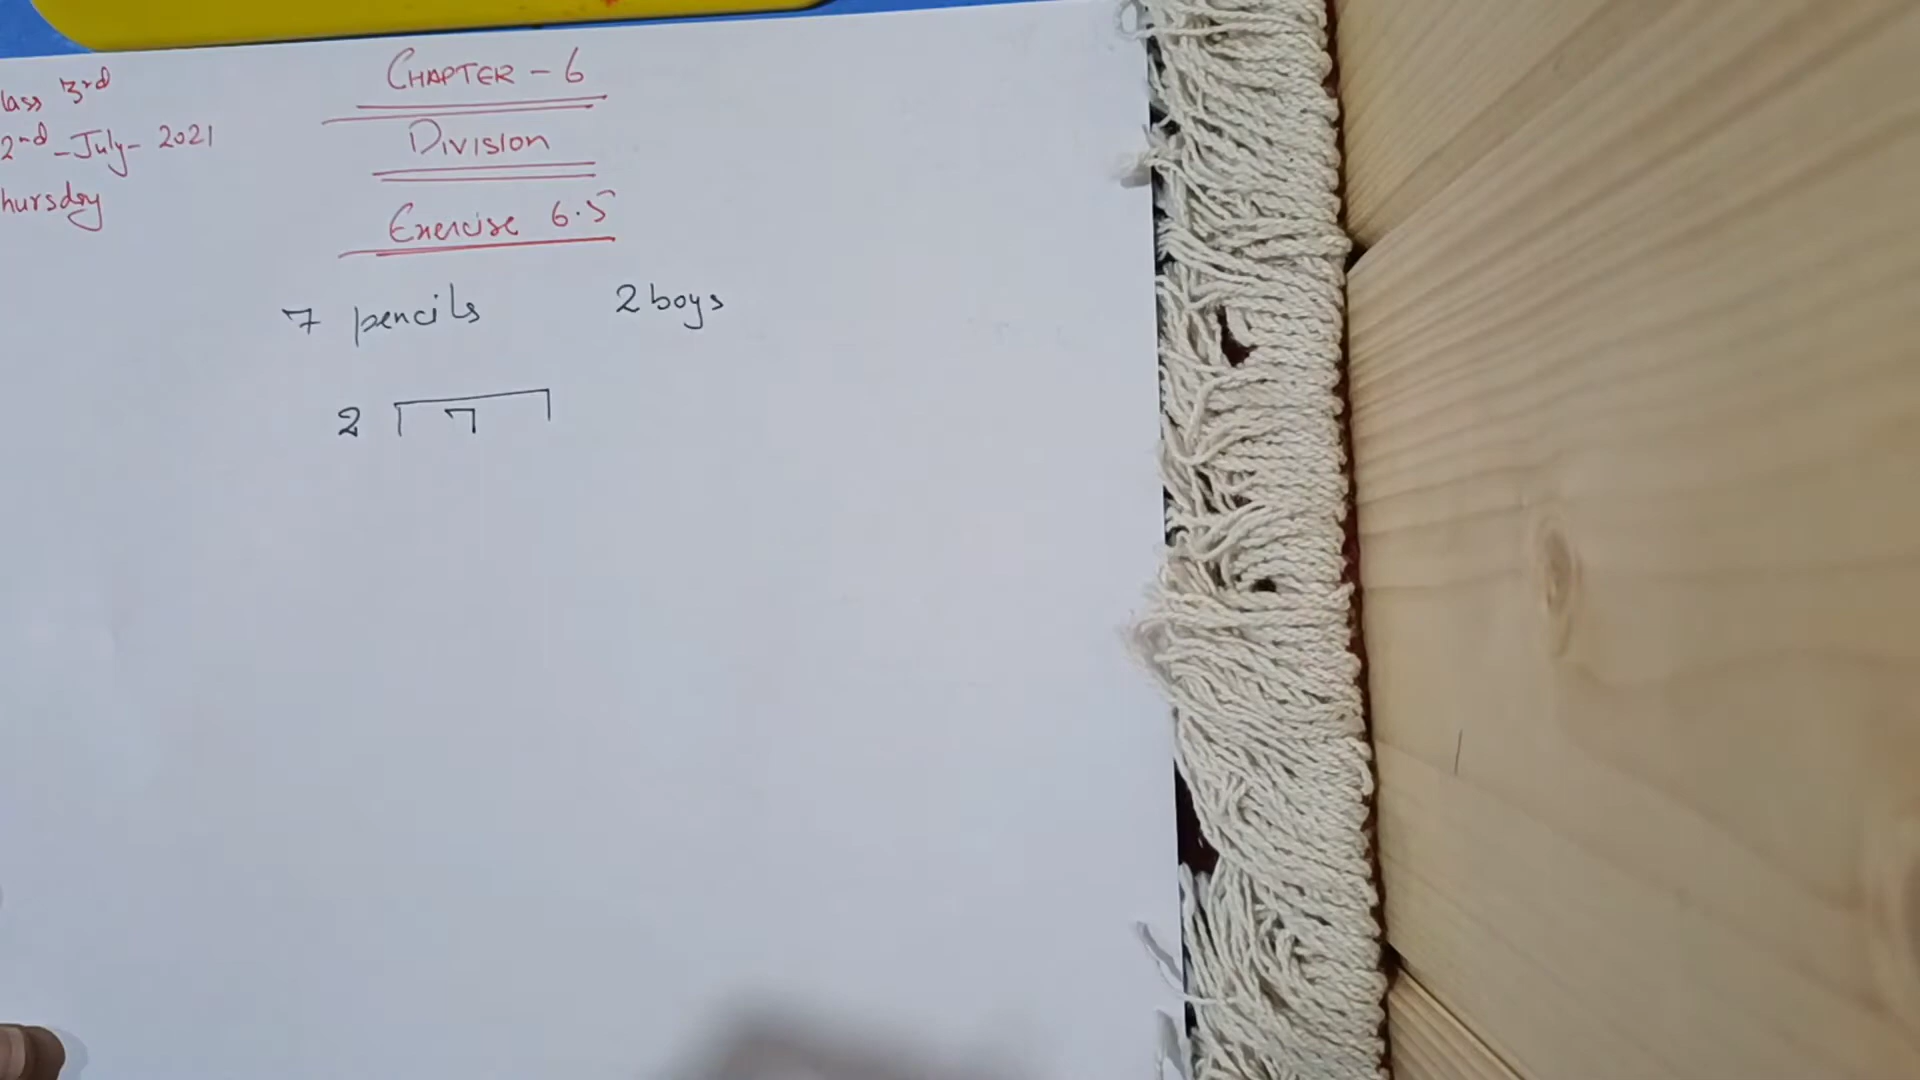 lass 3rd
2nd - July - 2021
hursday
CHAPTER - 6
DIVISION
Exercise 6.5
7 pencils 2 boys
2 7